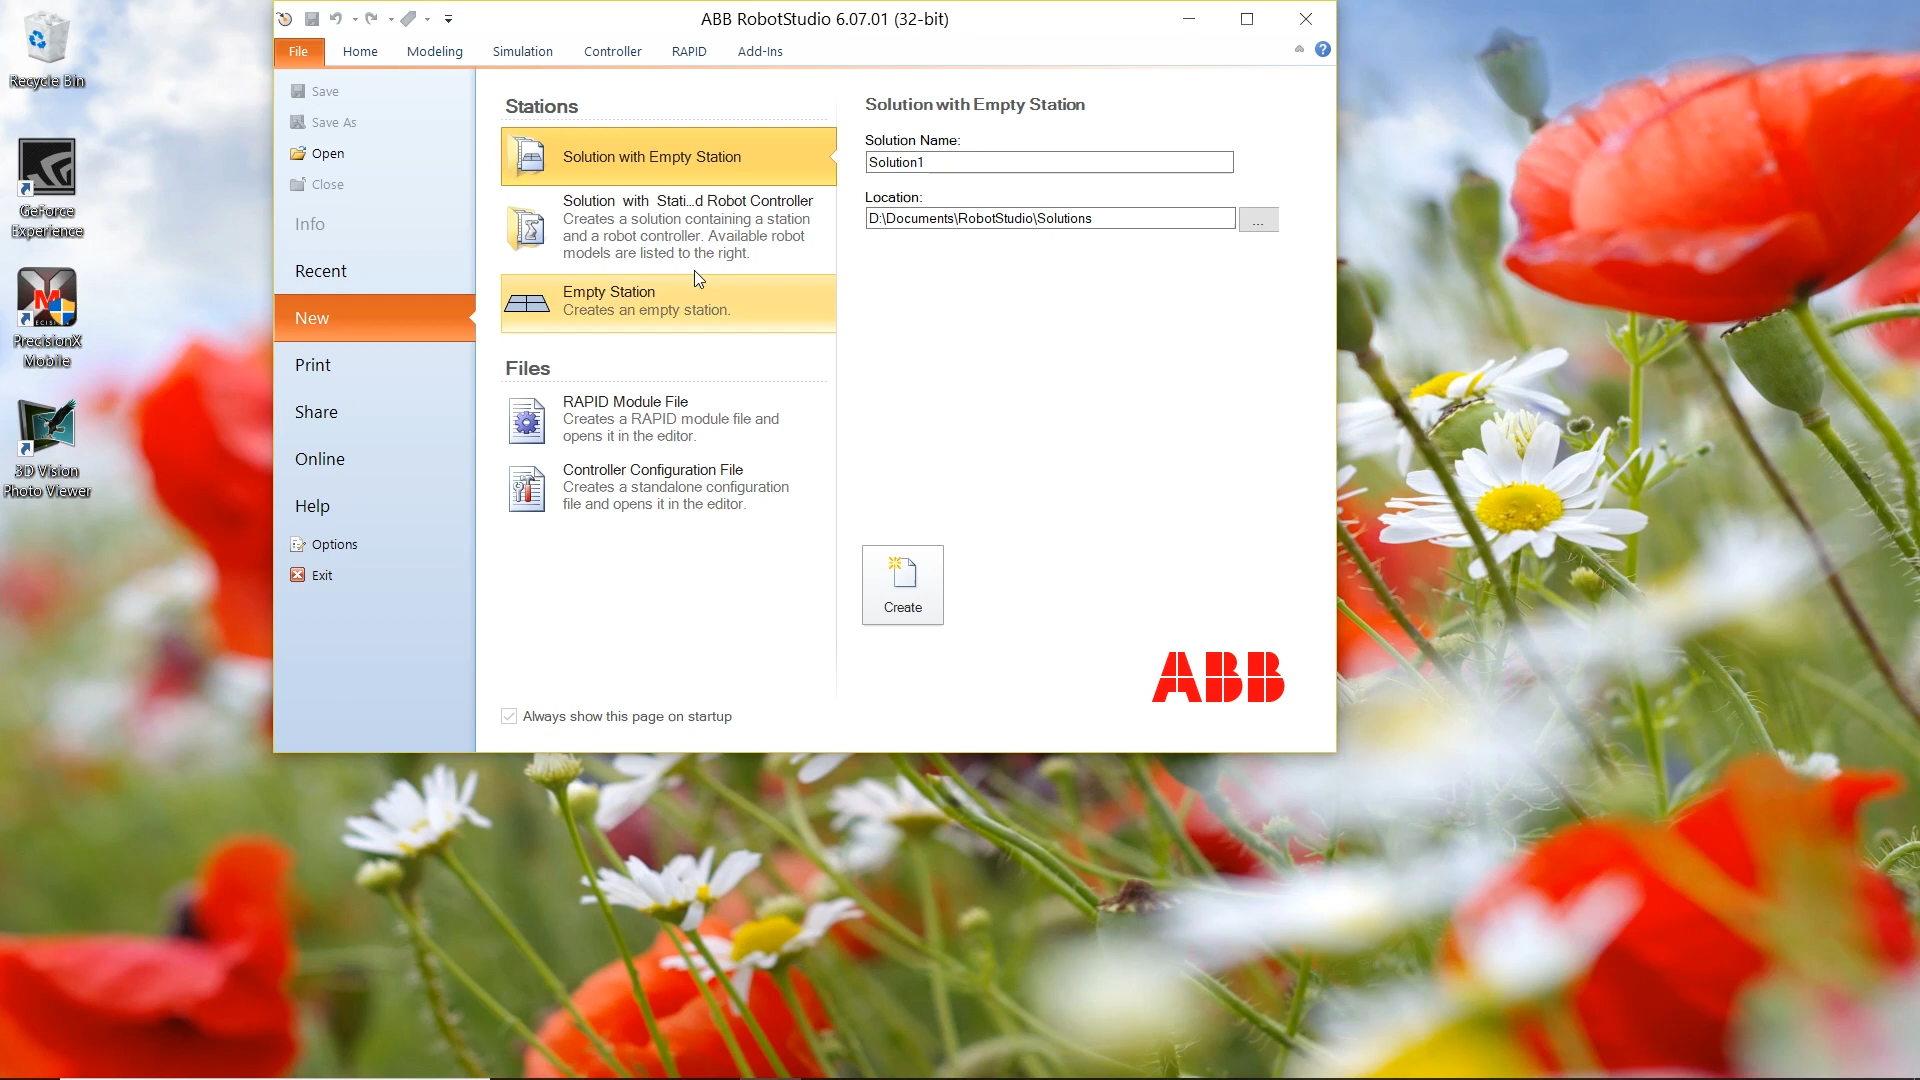 Recycle Bin
GeForce
Experience
PrecisionX
Mobile
3D Vision
Photo Viewer
ABB RobotStudio 6.07.01 (32-bit)
File
Home
Modeling
Simulation
Controller
RAPID
Add-Ins
Save
Save As
Open
Close
Info
Recent
New
Print
Share
Online
Help
Options
Exit
Stations
Solution with Empty Station
Solution with Stati...d Robot Controller
Creates a solution containing a station
and a robot controller. Available robot
models are listed to the right.
Empty Station
Creates an empty station.
Files
RAPID Module File
Creates a RAPID module file and
opens it in the editor.
Controller Configuration File
Creates a standalone configuration
file and opens it in the editor.
Always show this page on startup
Solution with Empty Station
Solution Name:
Solution1
Location:
D:\Documents\RobotStudio\Solutions
...
Create
ABB